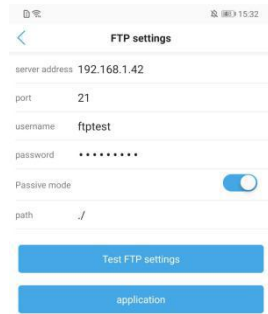 15:32
FTP settings
server address 192.168.1.42
port 21
username ftptest
password •••••••••
Passive mode
path ./
Test FTP settings
application